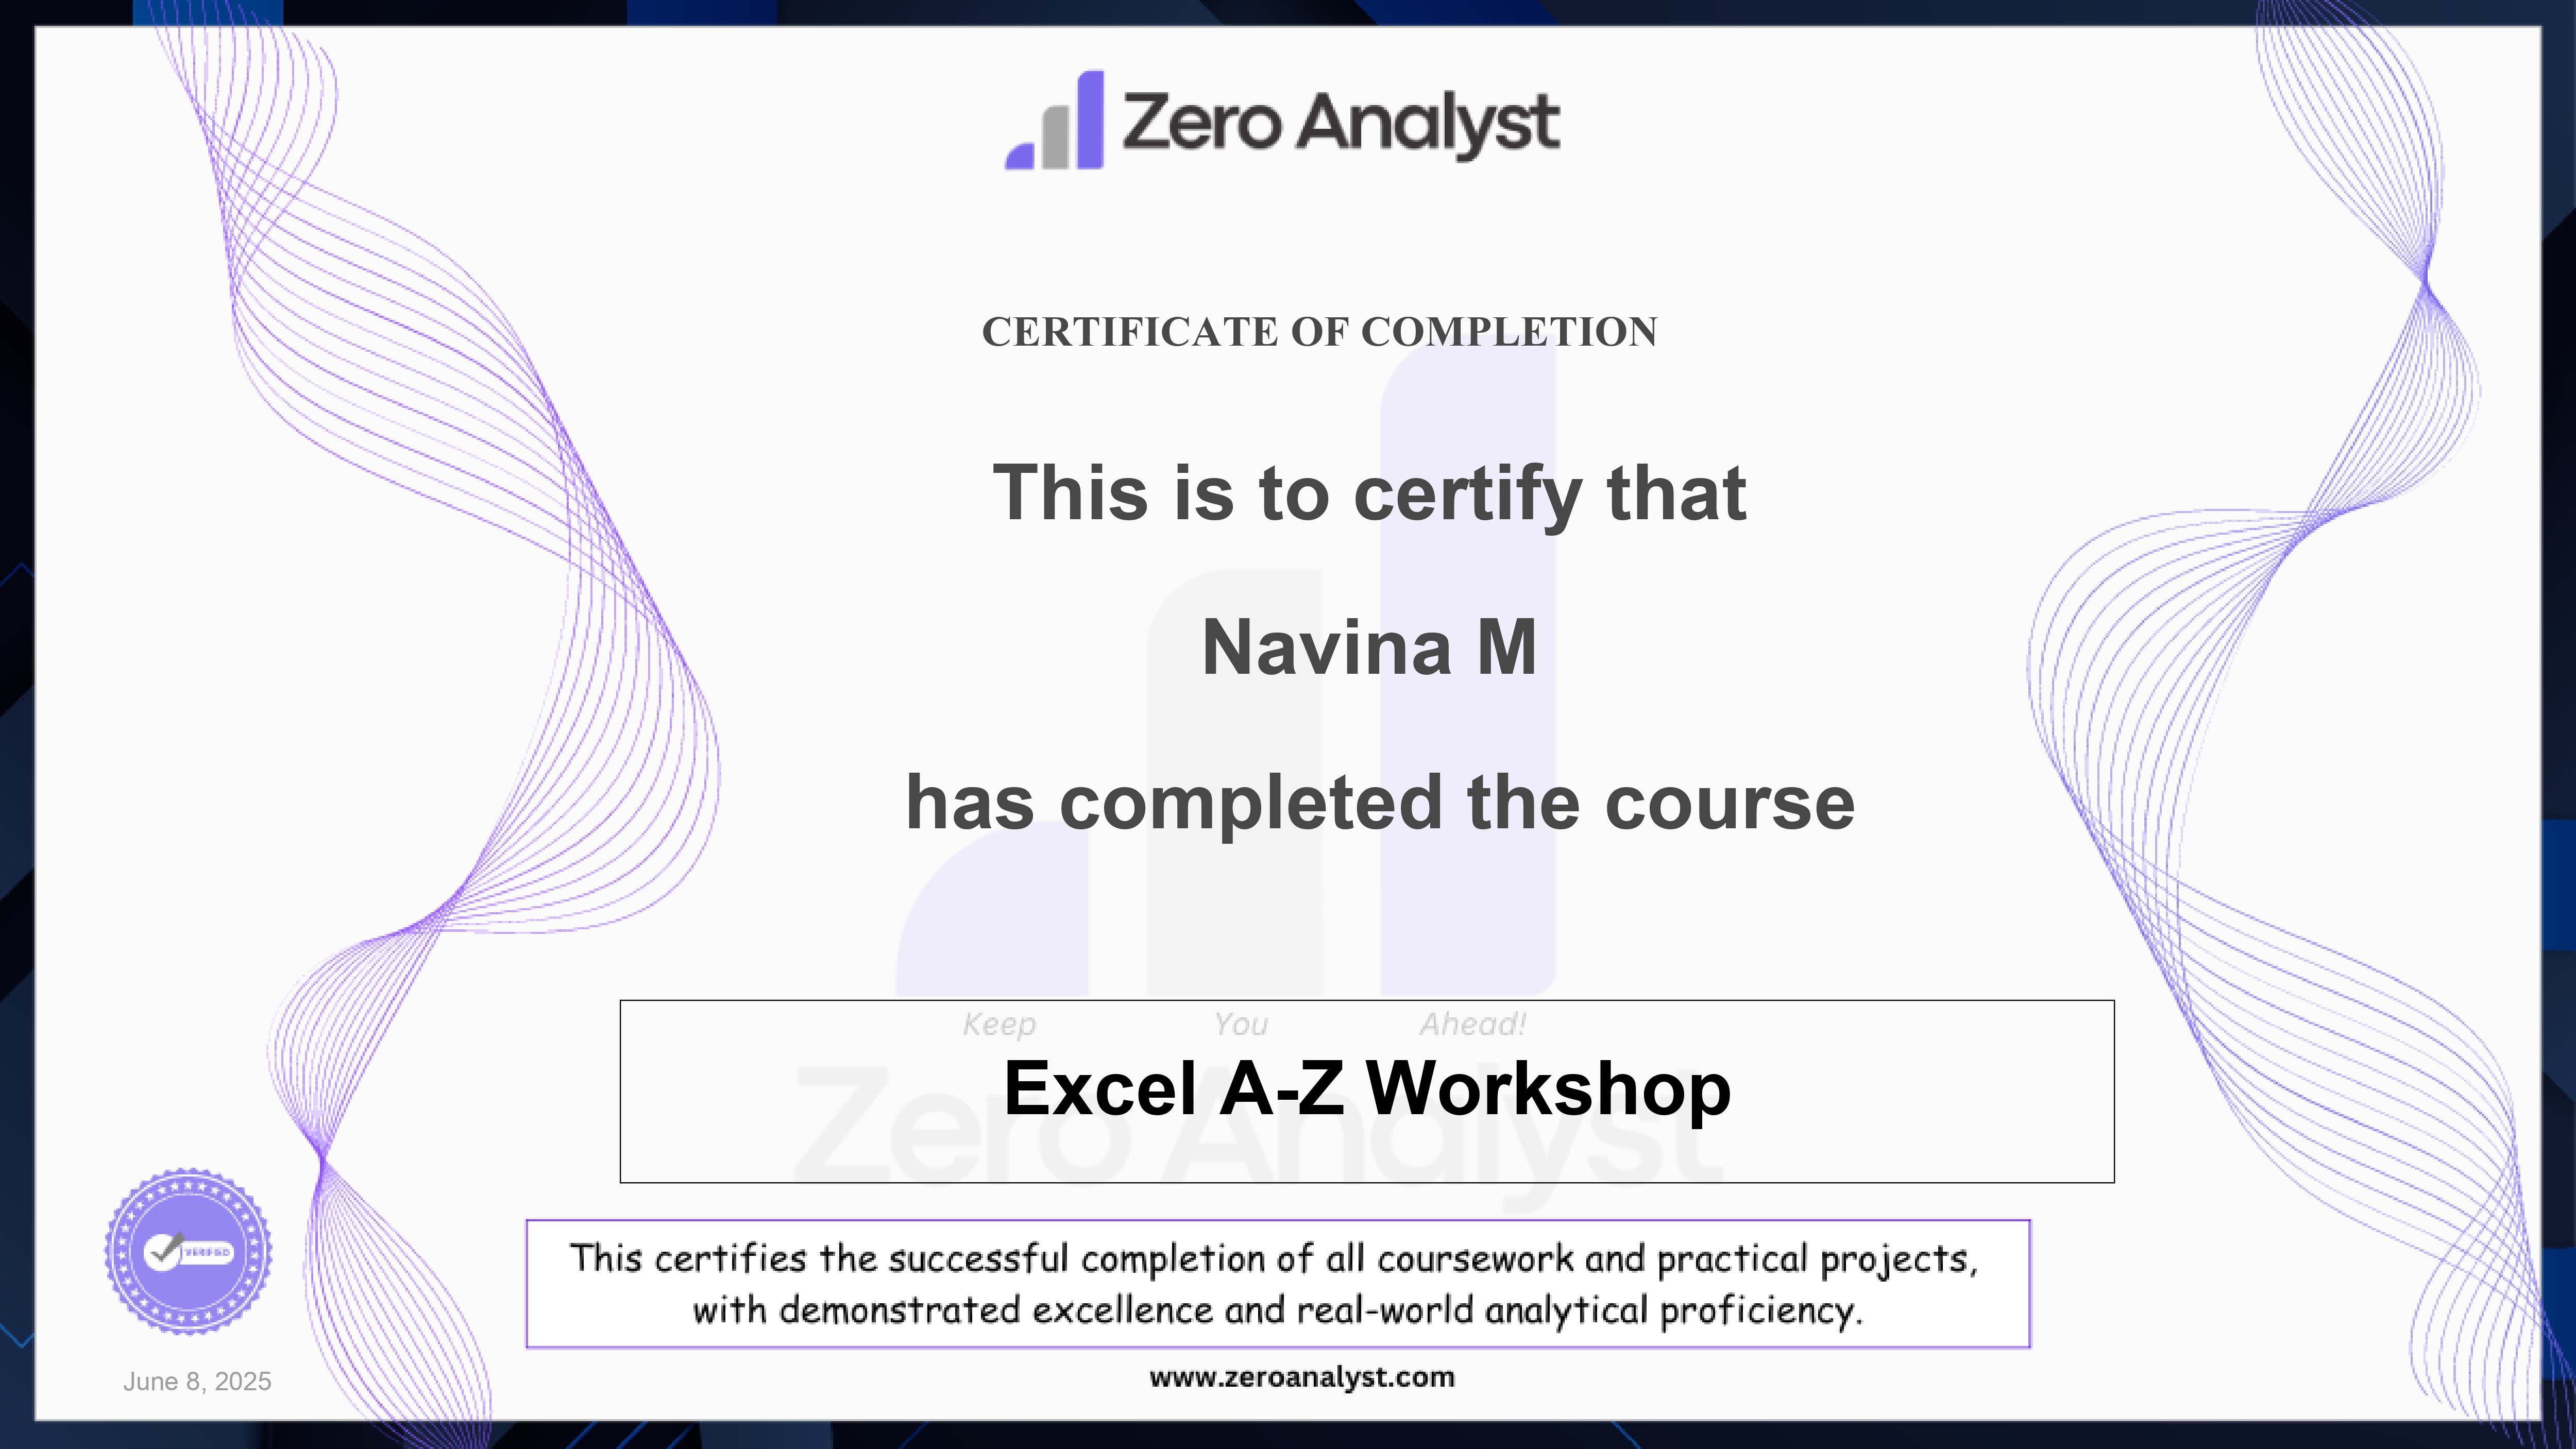 Zero Analyst
CERTIFICATE OF COMPLETION
This is to certify that
Navina M
has completed the course
Keep You Ahead!
Excel A-Z Workshop
Zero Analyst
VERIFIED
This certifies the successful completion of all coursework and practical projects,
with demonstrated excellence and real-world analytical proficiency.
June 8, 2025
www.zeroanalyst.com